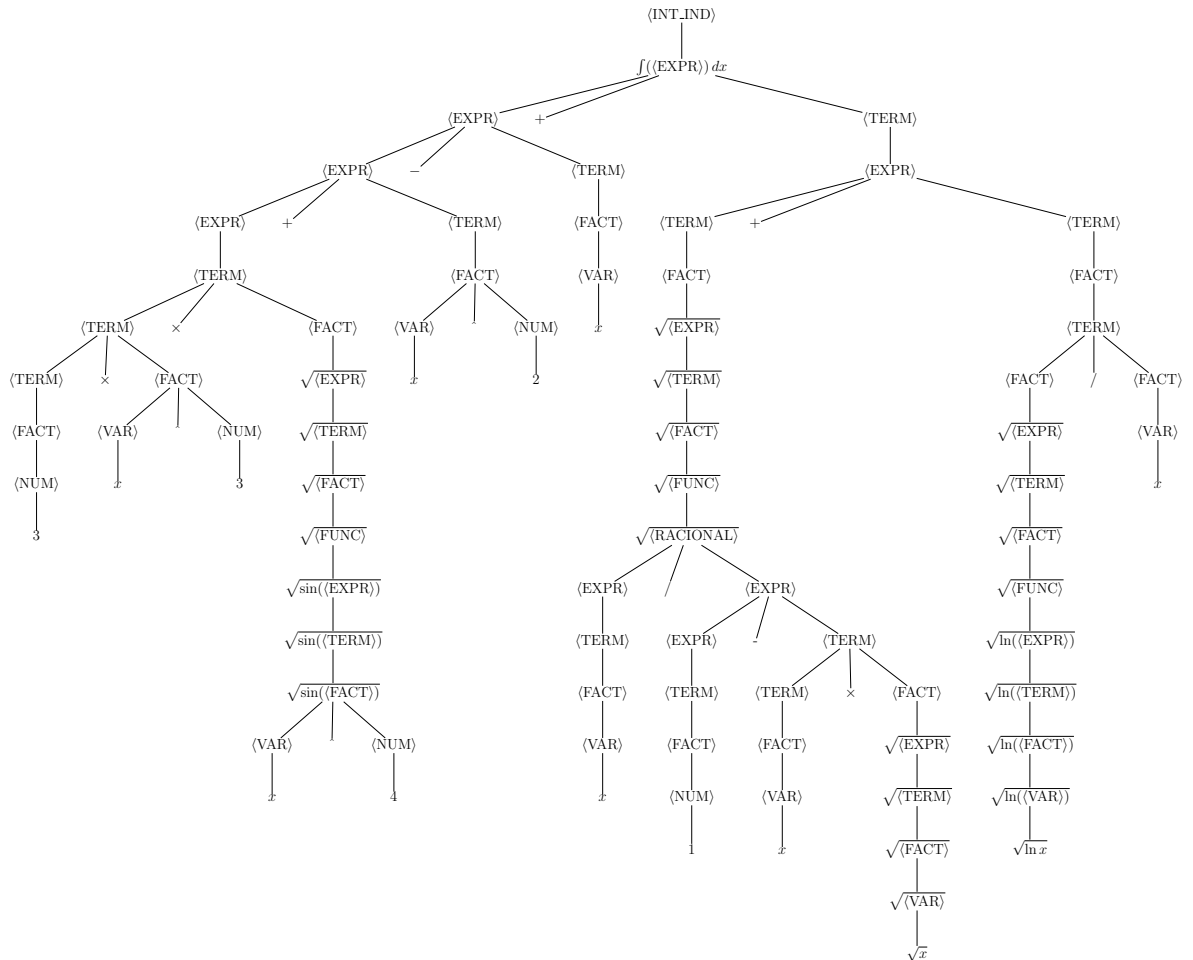 ⟨INT_IND⟩
∫(⟨EXPR⟩) dx
⟨EXPR⟩ + ⟨TERM⟩
⟨EXPR⟩ − ⟨TERM⟩ ⟨EXPR⟩
⟨EXPR⟩ + ⟨TERM⟩ ⟨FACT⟩ ⟨TERM⟩ + ⟨TERM⟩
⟨TERM⟩ ⟨FACT⟩ ⟨VAR⟩ ⟨FACT⟩ ⟨FACT⟩
⟨TERM⟩ × ⟨FACT⟩ ⟨VAR⟩ ^ ⟨NUM⟩ x √⟨EXPR⟩ ⟨TERM⟩
⟨TERM⟩ × ⟨FACT⟩ √⟨EXPR⟩ x 2 √⟨TERM⟩ ⟨FACT⟩ / ⟨FACT⟩
⟨FACT⟩ ⟨VAR⟩ ^ ⟨NUM⟩ √⟨TERM⟩ √⟨FACT⟩ √⟨EXPR⟩ ⟨VAR⟩
⟨NUM⟩ x 3 √⟨FACT⟩ √⟨FUNC⟩ √⟨TERM⟩ x
3 √⟨FUNC⟩ √⟨RACIONAL⟩ √⟨FACT⟩
√sin(⟨EXPR⟩) ⟨EXPR⟩ / ⟨EXPR⟩ √⟨FUNC⟩
√sin(⟨TERM⟩) ⟨TERM⟩ ⟨EXPR⟩ - ⟨TERM⟩ √ln(⟨EXPR⟩)
√sin(⟨FACT⟩) ⟨FACT⟩ ⟨TERM⟩ ⟨TERM⟩ × ⟨FACT⟩ √ln(⟨TERM⟩)
⟨VAR⟩ ^ ⟨NUM⟩ ⟨VAR⟩ ⟨FACT⟩ ⟨FACT⟩ √⟨EXPR⟩ √ln(⟨FACT⟩)
x 4 x ⟨NUM⟩ ⟨VAR⟩ √⟨TERM⟩ √ln(⟨VAR⟩)
1 x √⟨FACT⟩ √ln x
√⟨VAR⟩
√x